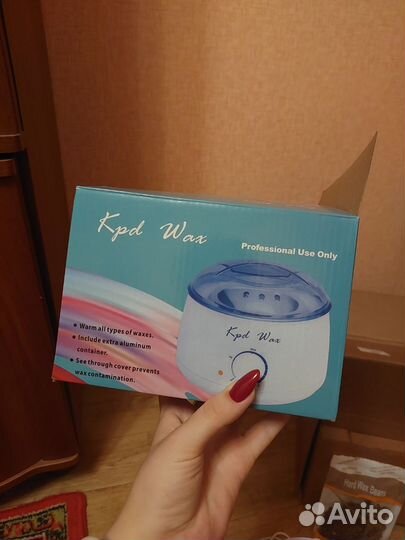 Kpd Wax
Professional Use Only
Kpd Wax
• Warm all types of waxes.
• Include extra aluminum
container.
• See through cover prevents
wax contamination.
Hard Wax Beans
Avito